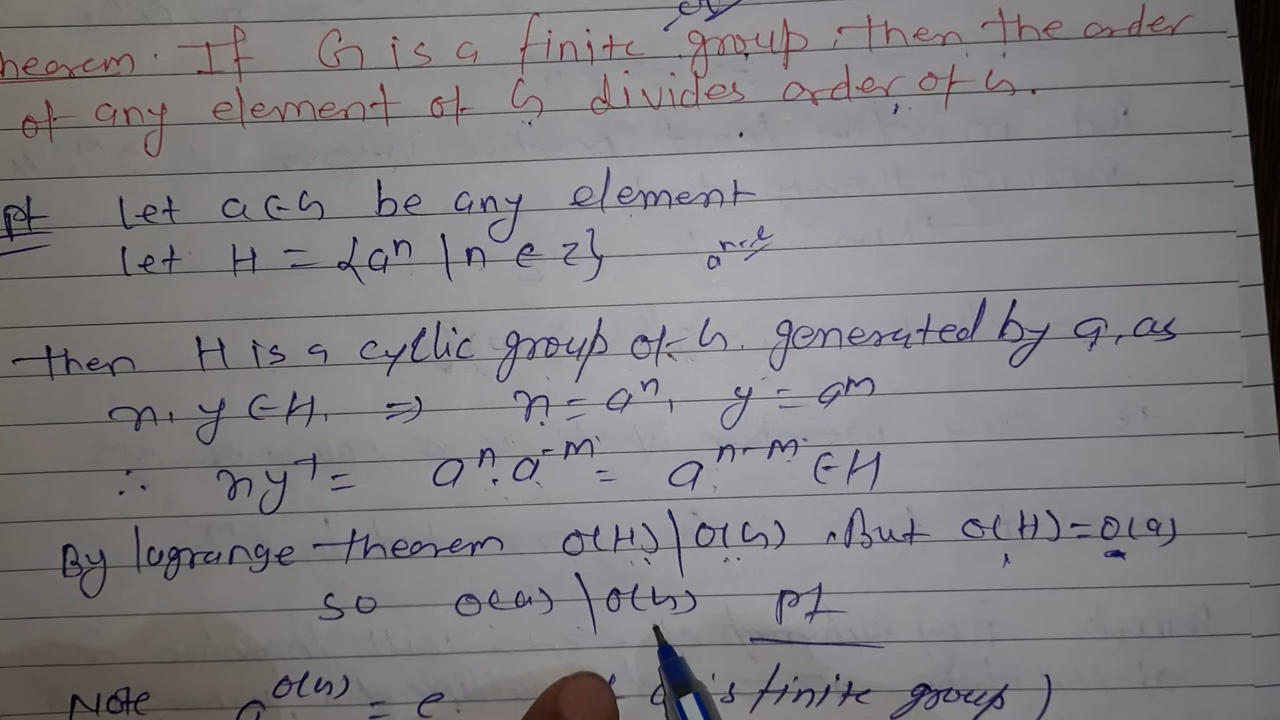 heorem. If G is a finite group, then the order
of any element of G divides order of G.
Pf Let a ∈ G be any element
Let H = {aⁿ | n ∈ Z}
then H is a cyclic group of G. generated by a, as
x, y ∈ H, ⇒ x = aⁿ, y = aᵐ
∴ xy⁻¹ = aⁿ.a⁻ᵐ = aⁿ⁻ᵐ ∈ H
By lagrange theorem O(H) | O(G). But O(H) = O(a)
so O(a) | O(G) Pf
Note a^O(G) = e is finite group)